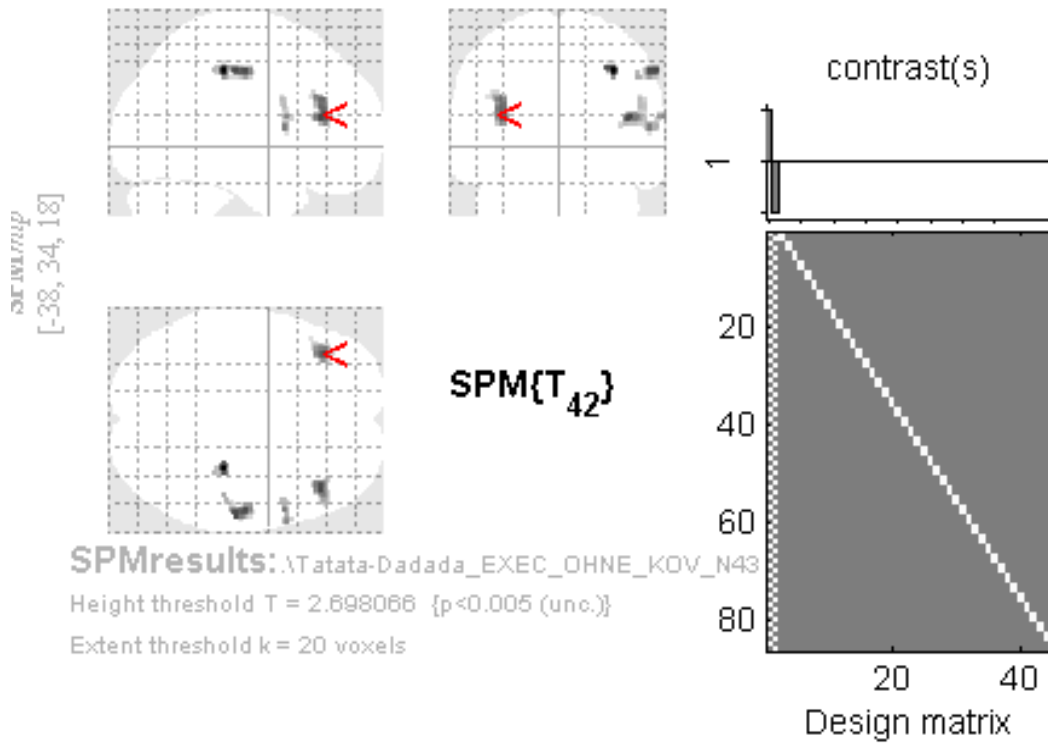 contrast(s)
1
SPMmip
[-38, 34, 18]
SPM{T42}
SPMresults: .\Tatata-Dadada_EXEC_OHNE_KOV_N43
Height threshold T = 2.698066 {p<0.005 (unc.)}
Extent threshold k = 20 voxels
20
40
60
80
20 40
Design matrix